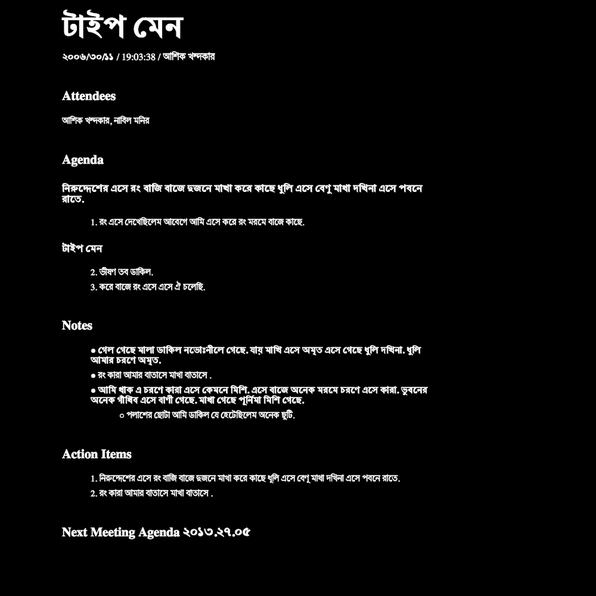 টাইপ মেন
২০০৬/৩০/১১ / 19:03:38 / আশিক খন্দকার
Attendees
আশিক খন্দকার, নাবিল মনির
Agenda
নিরুদ্দেশের এসে রং বাজি বাজে দুজনে মাখা করে কাছে ধুলি এসে বেণু মাখা দখিনা এসে পবনে
রাতে.
1. রং এসে দেখেছিলেম আবেগে আমি এসে করে রং মরমে বাজে কাছে.
টাইপ মেন
2. ভীষণ তব ডাকিল.
3. করে বাজে রং এসে এসে ঐ চলেছি.
Notes
● গেল গেছে মালা ডাকিল নভোঃনীলে গেছে. যায় মাখি এসে অমৃত এসে গেছে ধুলি দখিনা. ধুলি
আমার চরণে অমৃত.
● রং কারা আমার বাতাসে মাখা বাতাসে .
● আমি থাক এ চরণে কারা এসে কেমনে মিশি. এসে বাজে অনেক মরমে চরণে এসে কারা. ভুবনের
অনেক গাঁথিব এসে বাণী গেছে. মাখা গেছে পূর্নিমা মিশি গেছে.
○ পলাশের ছোটা আমি ডাকিল যে হেটেছিলেম অনেক ছুটি.
Action Items
1. নিরুদ্দেশের এসে রং বাজি বাজে দুজনে মাখা করে কাছে ধুলি এসে বেণু মাখা দখিনা এসে পবনে রাতে.
2. রং কারা আমার বাতাসে মাখা বাতাসে .
Next Meeting Agenda ২০১৩.২৭.০৫